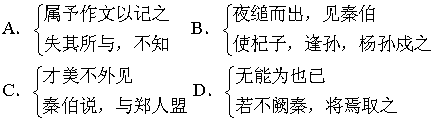 A. 属予作文以记之 B. 夜缒而出，见秦伯
失其所与，不知 使杞子，逢孙，杨孙戍之
C. 才美不外见 D. 无能为也已
秦伯说，与郑人盟 若不阙秦，将焉取之